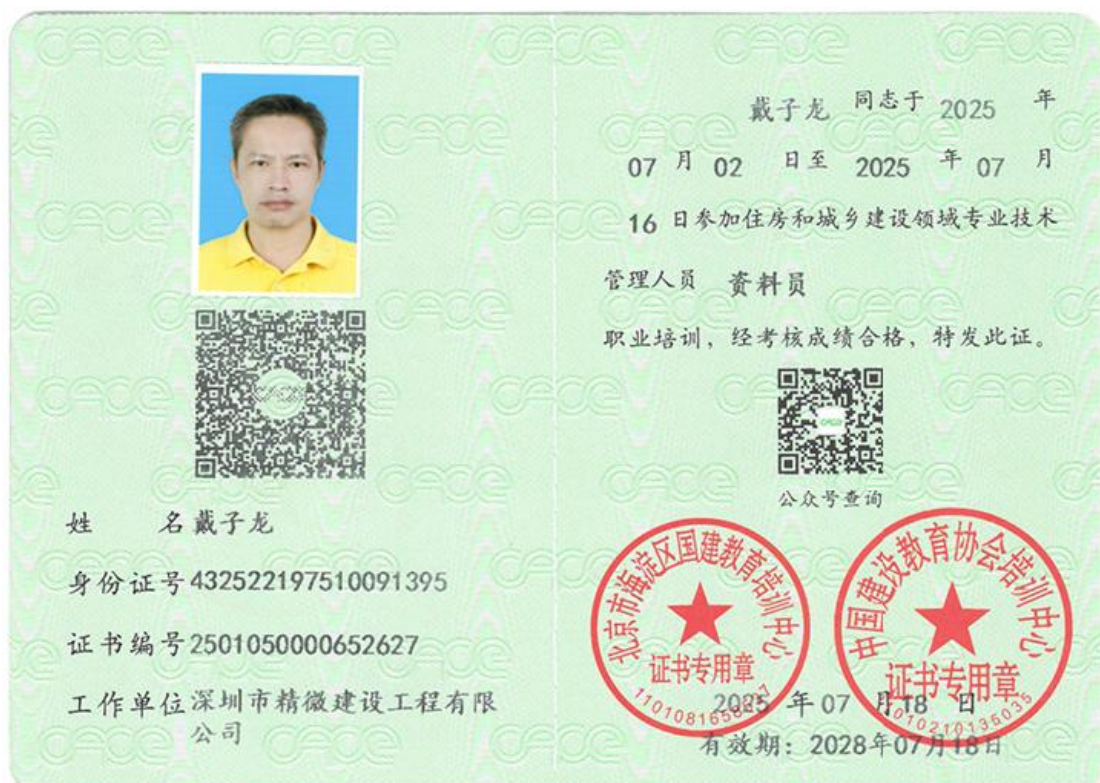 姓 名 戴子龙
身份证号 432522197510091395
证书编号 2501050000652627
工作单位 深圳市精微建设工程有限
公司
戴子龙 同志于 2025 年
07 月 02 日至 2025 年 07 月
16 日参加住房和城乡建设领域专业技术
管理人员 资料员
职业培训，经考核成绩合格，特发此证。
公众号查询
北京市海淀区国建教育培训中心
证书专用章
中国建设教育协会培训中心
证书专用章
2025 年 07 月 18 日
有效期：2028年07月18日